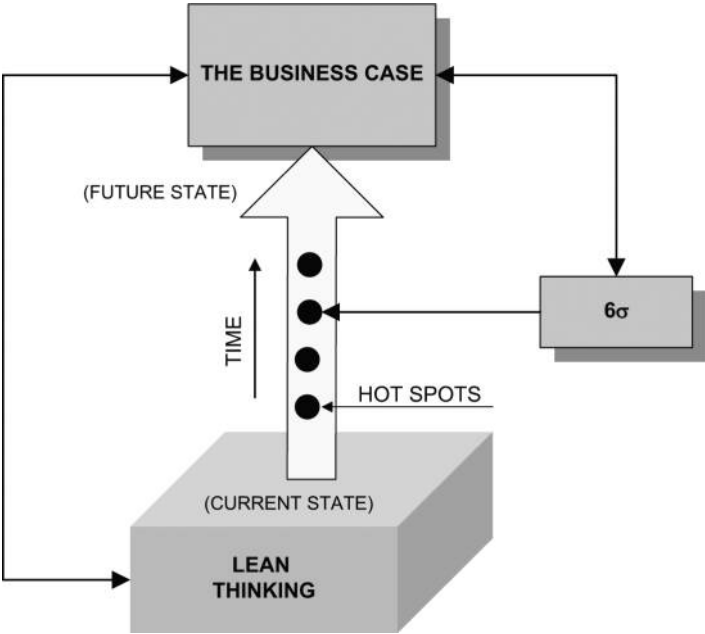 THE BUSINESS CASE
(FUTURE STATE)
TIME
6σ
HOT SPOTS
(CURRENT STATE)
LEAN
THINKING